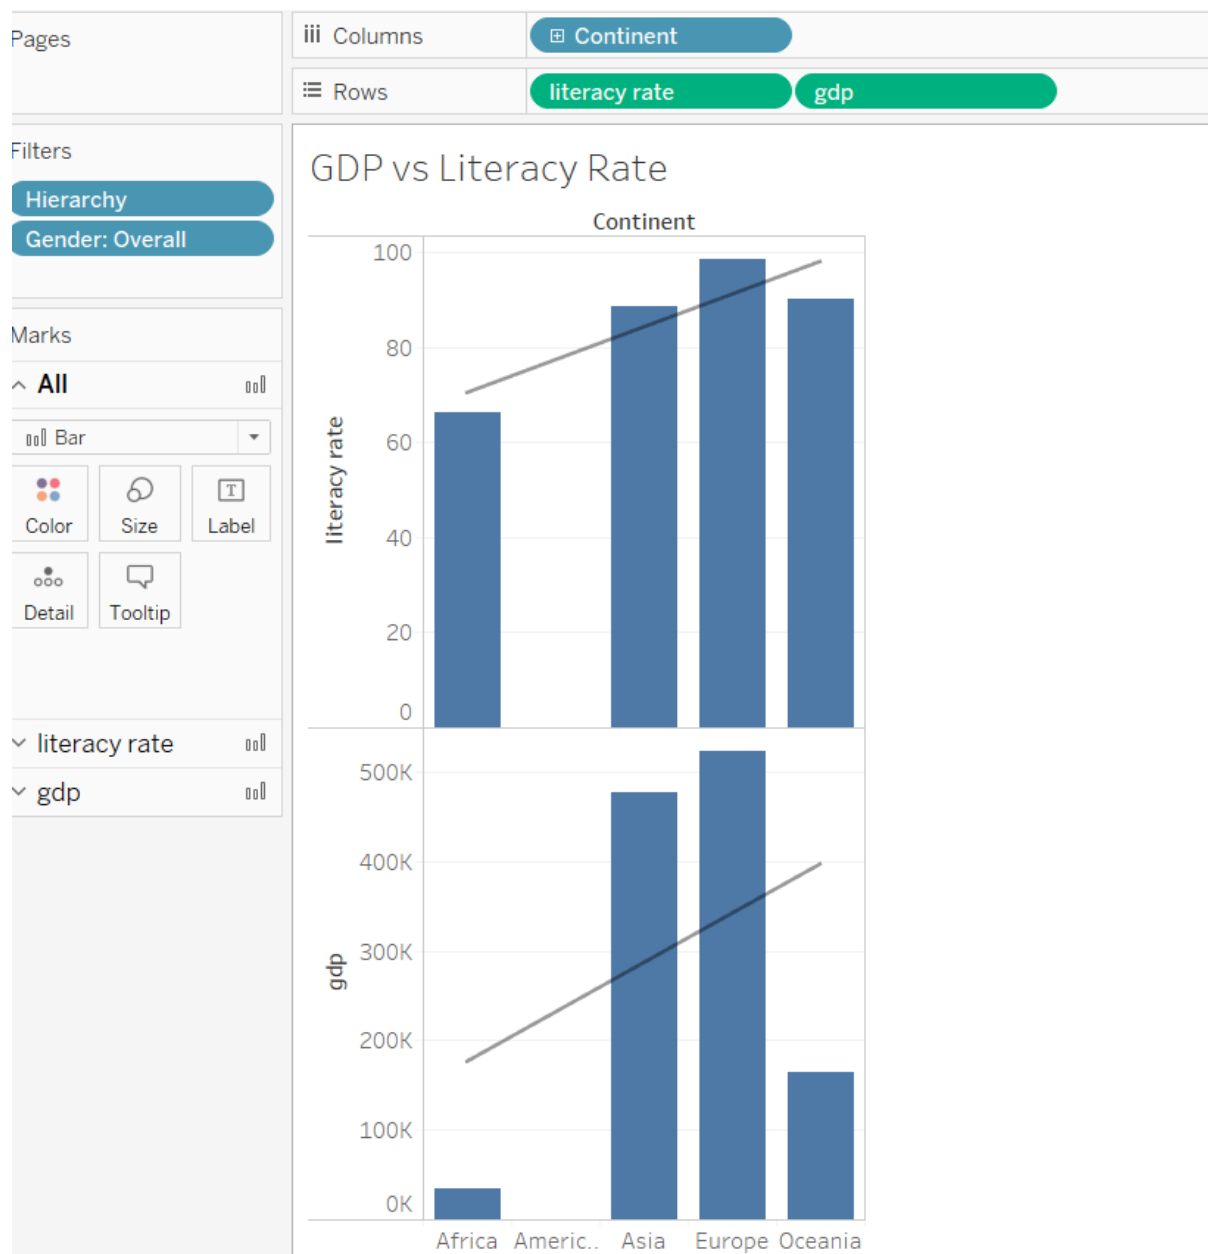 Pages
Columns
Continent
Rows
literacy rate
gdp
Filters
Hierarchy
Gender: Overall
Marks
All
Bar
Color
Size
Label
Detail
Tooltip
literacy rate
gdp
GDP vs Literacy Rate
Continent
100
80
60
40
20
0
literacy rate
500K
400K
300K
200K
100K
0K
gdp
Africa Americ.. Asia Europe Oceania